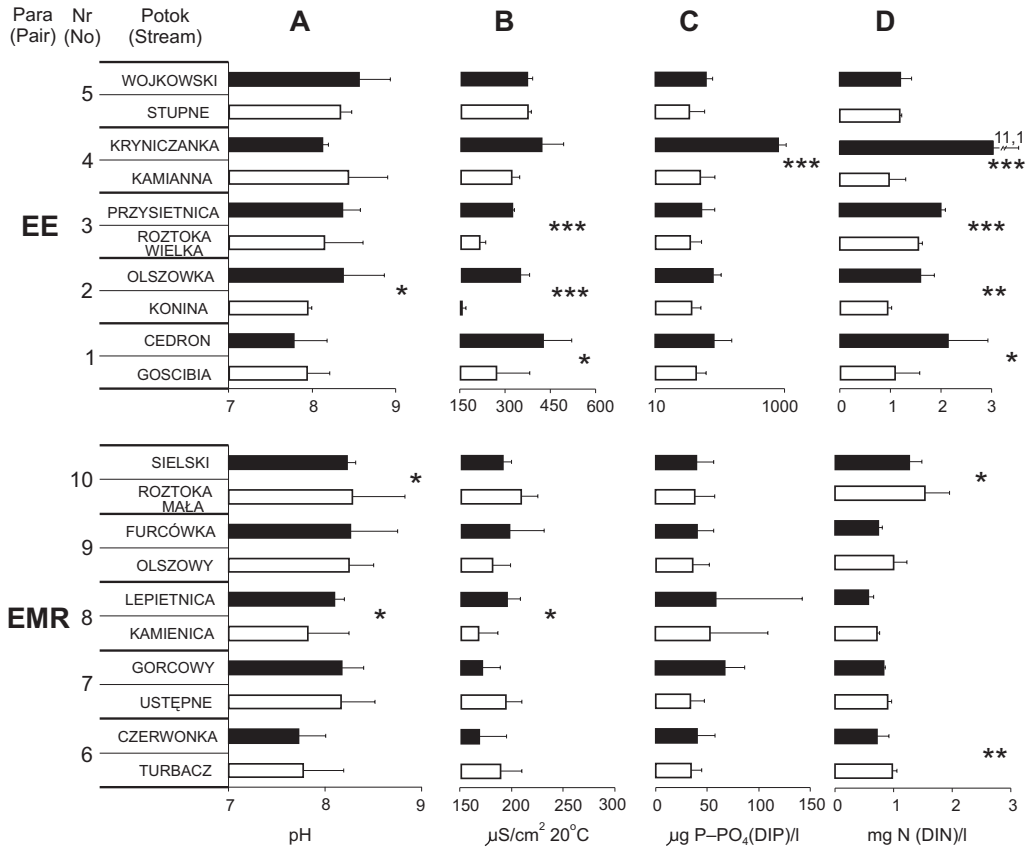 Para Nr Potok A B C D
(Pair) (No) (Stream)
WOJKOWSKI
5
STUPNE
KRYNICZANKA 11,1
4 *** ***
KAMIANNA
PRZYSIETNICA
EE 3 *** ***
ROZTOKA
WIELKA
OLSZOWKA
2 * *** **
KONINA
CEDRON
1 * *
GOSCIBIA
7 8 9 150 300 450 600 10 1000 0 1 2 3
SIELSKI
10 * *
ROZTOKA
MAŁA
FURCÓWKA
9
OLSZOWY
LEPIETNICA
EMR 8 * *
KAMIENICA
GORCOWY
7
USTĘPNE
CZERWONKA
6 **
TURBACZ
7 8 9 150 200 250 300 0 50 100 150 0 1 2 3
pH µS/cm² 20°C µg P–PO₄(DIP)/l mg N (DIN)/l